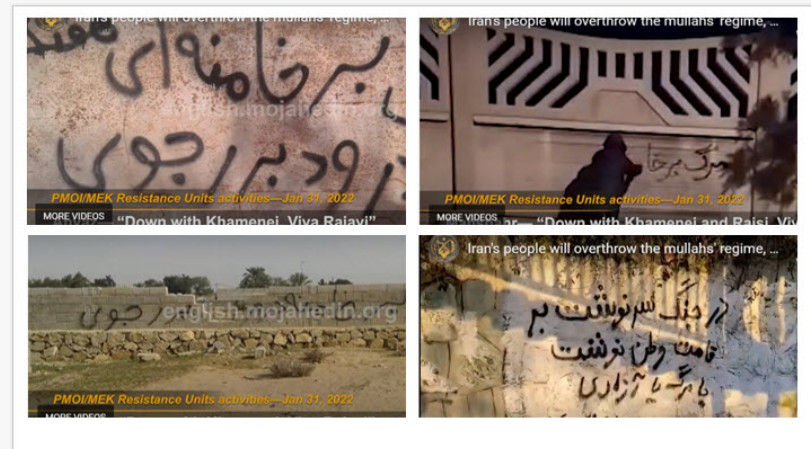 Iran's people will overthrow the mullahs' regime, ...
بر خامنه ای
درود بر رجوی
english.mojahedin.org
PMOI/MEK Resistance Units activities—Jan 31, 2022
MORE VIDEOS
“Down with Khamenei, Viva Rajavi”
Iran's people will overthrow the mullahs' regime, ...
مرگ بر خا
PMOI/MEK Resistance Units activities—Jan 31, 2022
MORE VIDEOS
“Down with Khamenei and Raisi, Viv
رجوی
english.mojahedin.org
PMOI/MEK Resistance Units activities—Jan 31, 2022
MORE VIDEOS
Iran's people will overthrow the mullahs' regime, ...
در جنگ سرنوشت بر
قامت وطن نوشت
یا مرگ یا آزادی